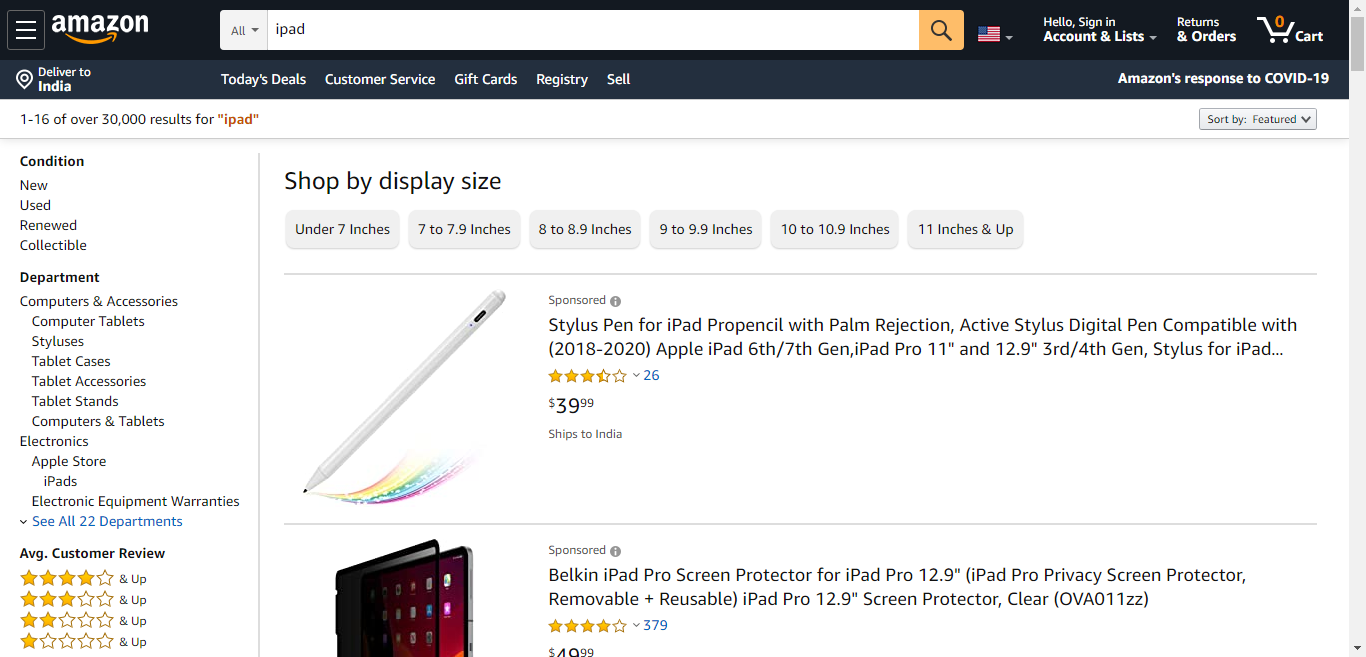 amazon
All
ipad
Hello, Sign in
Account & Lists
Returns
& Orders
0
Cart
Deliver to
India
Today's Deals
Customer Service
Gift Cards
Registry
Sell
Amazon's response to COVID-19
1-16 of over 30,000 results for "ipad"
Sort by: Featured
Condition
New
Used
Renewed
Collectible
Department
Computers & Accessories
Computer Tablets
Styluses
Tablet Cases
Tablet Accessories
Tablet Stands
Computers & Tablets
Electronics
Apple Store
iPads
Electronic Equipment Warranties
See All 22 Departments
Avg. Customer Review
& Up
& Up
& Up
& Up
Shop by display size
Under 7 Inches
7 to 7.9 Inches
8 to 8.9 Inches
9 to 9.9 Inches
10 to 10.9 Inches
11 Inches & Up
Sponsored
Stylus Pen for iPad Propencil with Palm Rejection, Active Stylus Digital Pen Compatible with
(2018-2020) Apple iPad 6th/7th Gen,iPad Pro 11" and 12.9" 3rd/4th Gen, Stylus for iPad...
26
$3999
Ships to India
Sponsored
Belkin iPad Pro Screen Protector for iPad Pro 12.9" (iPad Pro Privacy Screen Protector,
Removable + Reusable) iPad Pro 12.9" Screen Protector, Clear (OVA011zz)
379
$4999